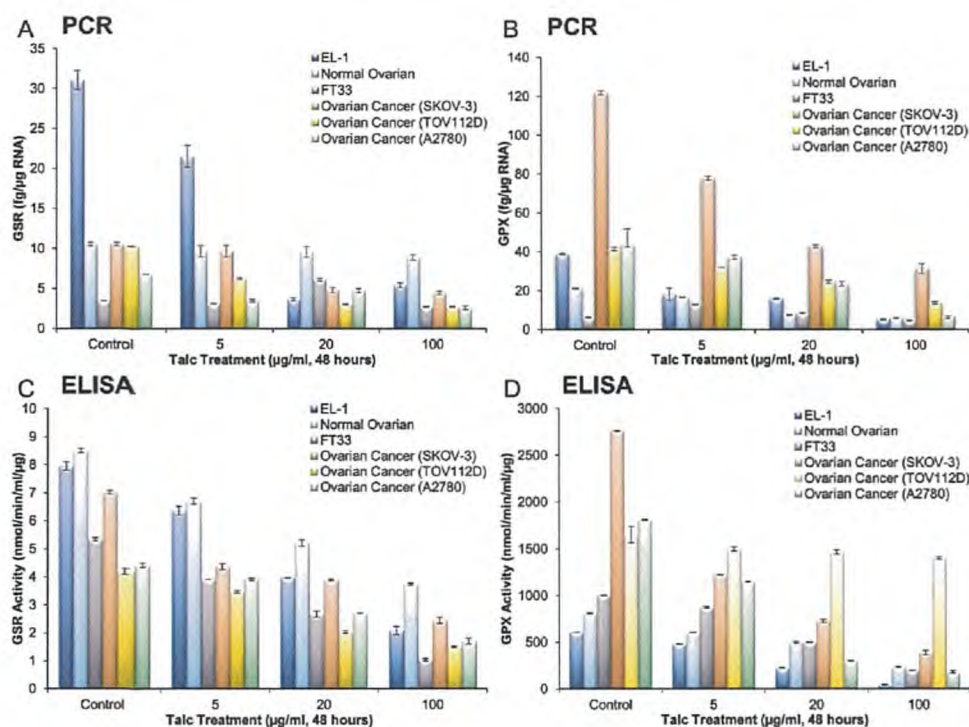 A PCR
35
30
25
20
15
10
5
0
GSR (fg/µg RNA)
EL-1
Normal Ovarian
FT33
Ovarian Cancer (SKOV-3)
Ovarian Cancer (TOV112D)
Ovarian Cancer (A2780)
Control 5 20 100
Talc Treatment (µg/ml, 48 hours)
B PCR
140
120
100
80
60
40
20
0
GPX (fg/µg RNA)
EL-1
Normal Ovarian
FT33
Ovarian Cancer (SKOV-3)
Ovarian Cancer (TOV112D)
Ovarian Cancer (A2780)
Control 5 20 100
Talc Treatment (µg/ml, 48 hours)
C ELISA
10
9
8
7
6
5
4
3
2
1
0
GSR Activity (nmol/min/ml/µg)
EL-1
Normal Ovarian
FT33
Ovarian Cancer (SKOV-3)
Ovarian Cancer (TOV112D)
Ovarian Cancer (A2780)
Control 5 20 100
Talc Treatment (µg/ml, 48 hours)
D ELISA
3000
2500
2000
1500
1000
500
0
GPX Activity (nmol/min/ml/µg)
EL-1
Normal Ovarian
FT33
Ovarian Cancer (SKOV-3)
Ovarian Cancer (TOV112D)
Ovarian Cancer (A2780)
Control 5 20 100
Talc Treatment (µg/ml, 48 hours)